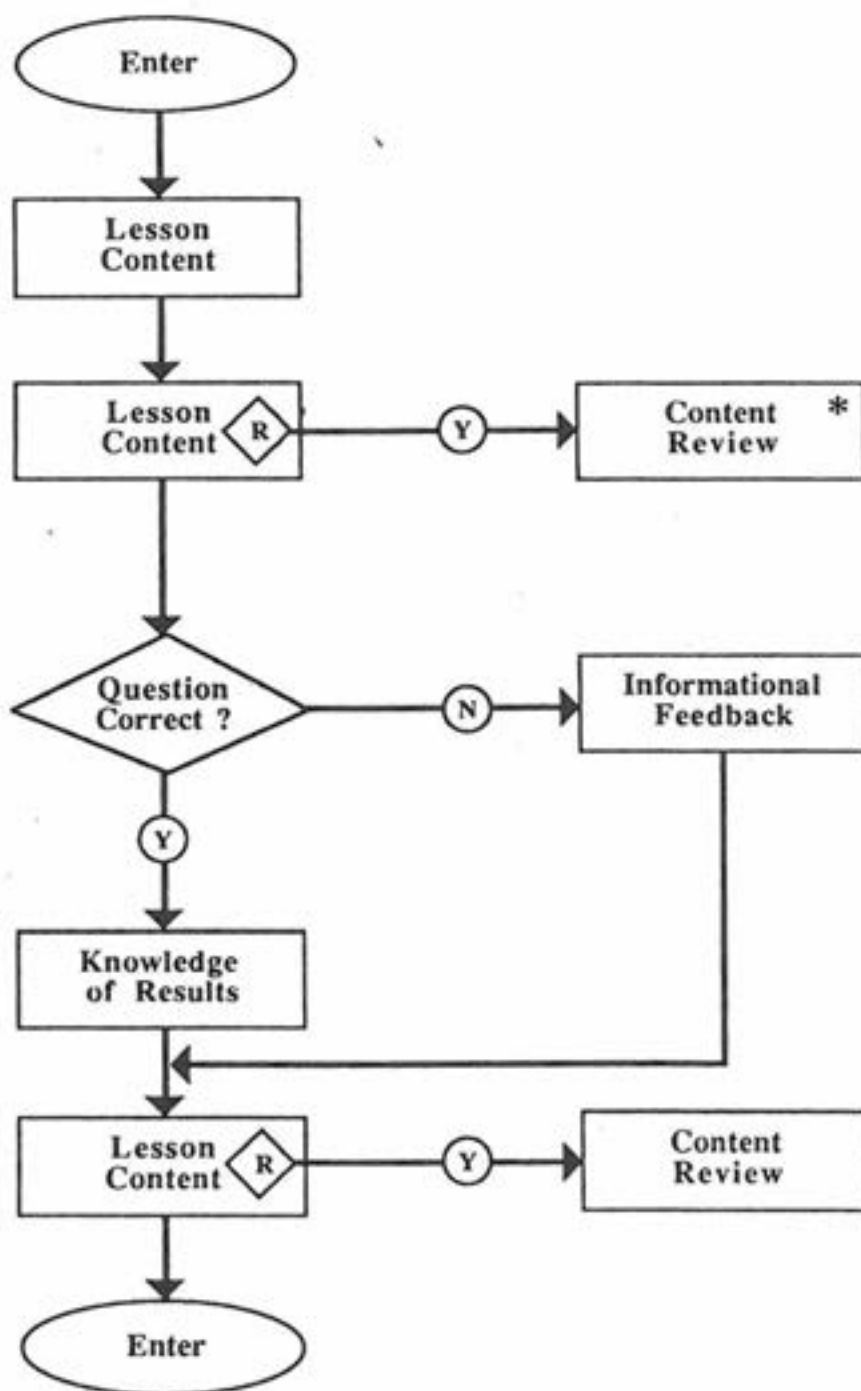 Enter
Lesson
Content
Lesson
Content
R
Y
Content *
Review
Question
Correct ?
N
Informational
Feedback
Y
Knowledge
of Results
Lesson
Content
R
Y
Content
Review
Enter